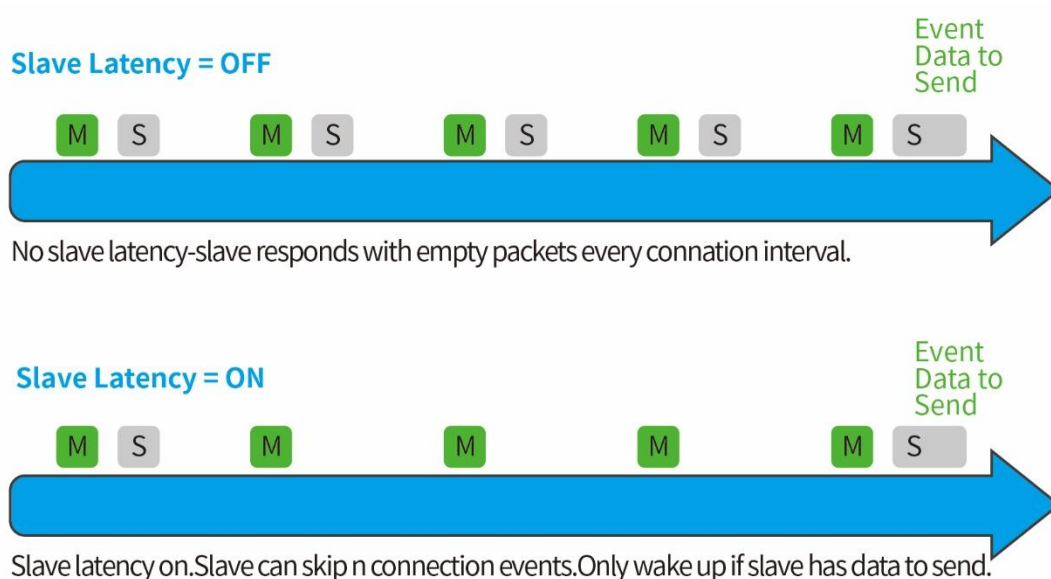 Slave Latency = OFF
Event
Data to
Send
M S M S M S M S M S
No slave latency-slave responds with empty packets every connation interval.
Slave Latency = ON
Event
Data to
Send
M S M M M M S
Slave latency on.Slave can skip n connection events.Only wake up if slave has data to send.